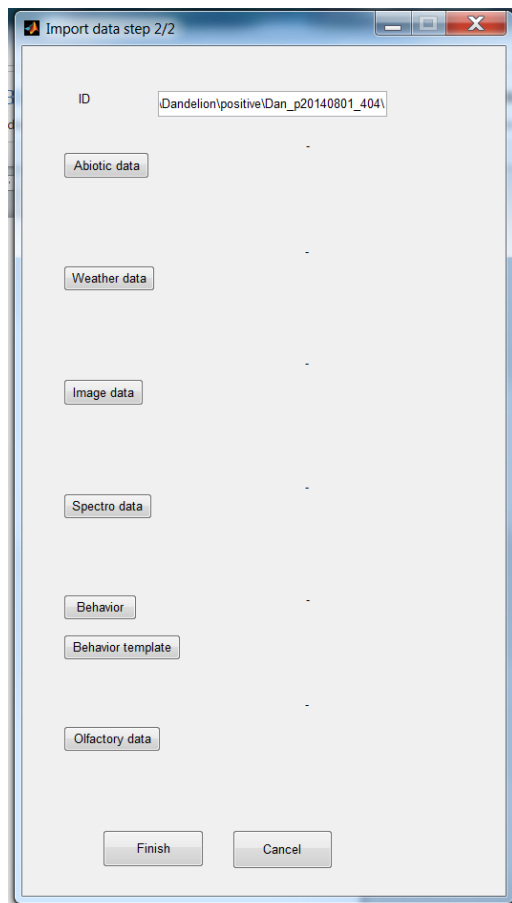 Import data step 2/2
ID
\Dandelion\positive\Dan_p20140801_404\
-
Abiotic data
-
Weather data
-
Image data
-
Spectro data
-
Behavior
Behavior template
-
Olfactory data
Finish
Cancel